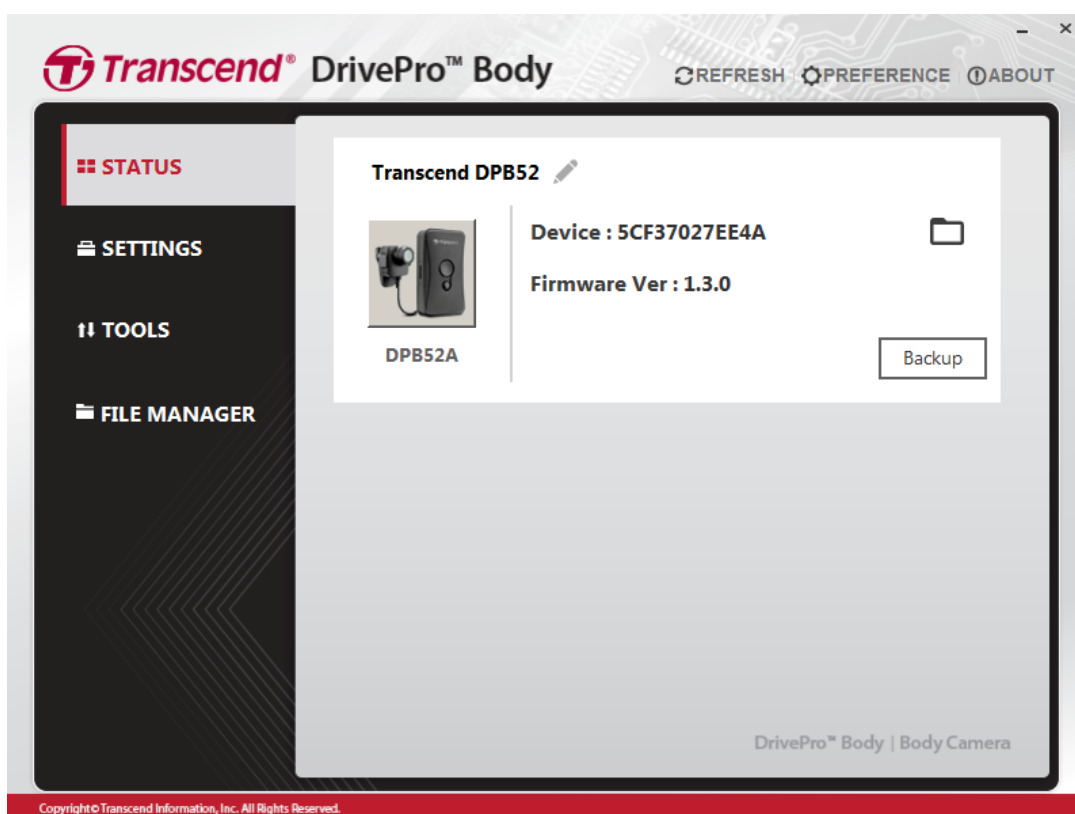 Transcend® DrivePro™ Body
REFRESH PREFERENCE ABOUT
STATUS
SETTINGS
TOOLS
FILE MANAGER
Transcend DPB52
Device : 5CF37027EE4A
Firmware Ver : 1.3.0
DPB52A
Backup
DrivePro™ Body | Body Camera
Copyright©Transcend Information, Inc. All Rights Reserved.